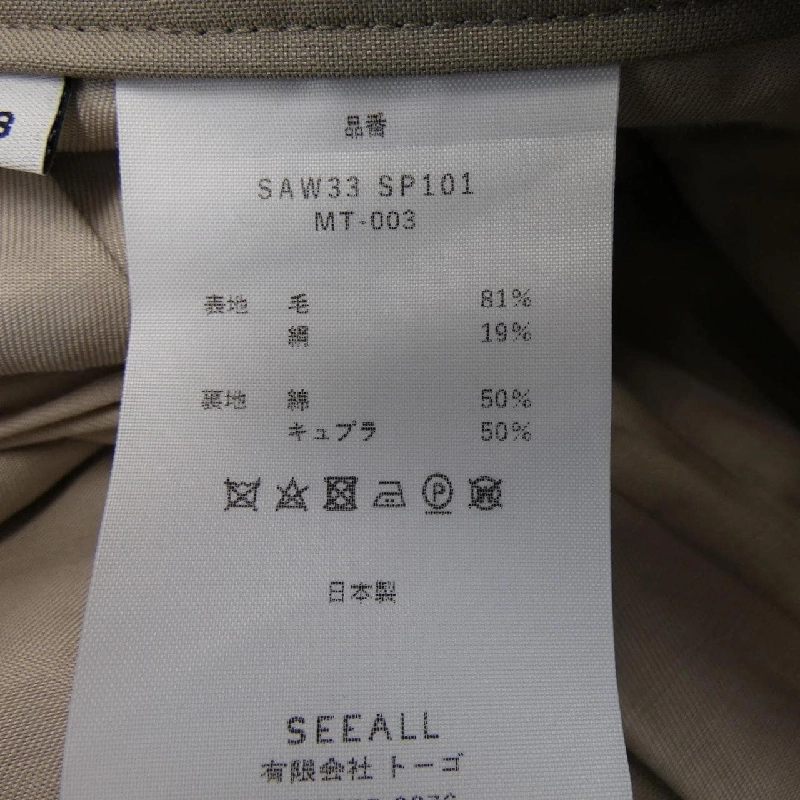 品番
SAW33 SP101
MT-003
表地 毛 81%
絹 19%
裏地 綿 50%
キュプラ 50%
P
日本製
SEEALL
有限会社 トーゴ